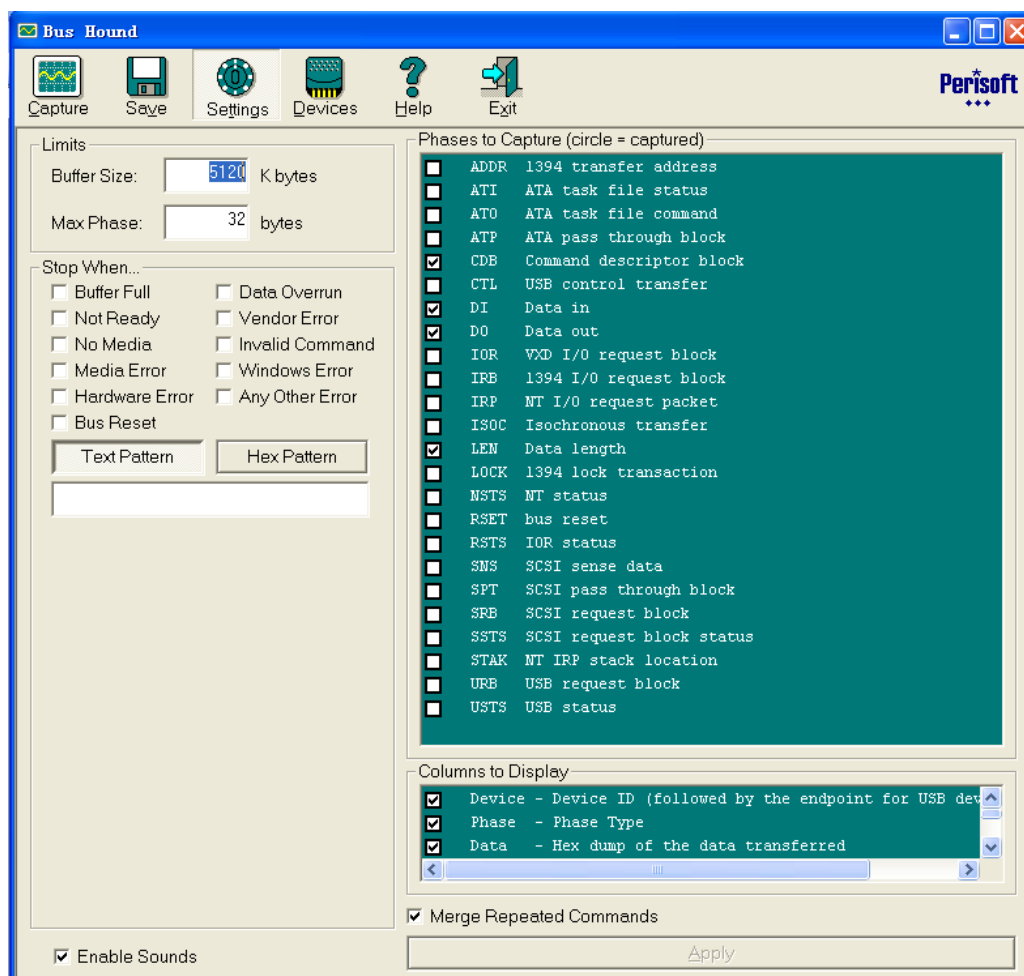 Bus Hound
Capture Save Settings Devices Help Exit
Perisoft
Limits
Buffer Size: 5120 K bytes
Max Phase: 32 bytes
Stop When...
Buffer Full Data Overrun
Not Ready Vendor Error
No Media Invalid Command
Media Error Windows Error
Hardware Error Any Other Error
Bus Reset
Text Pattern Hex Pattern
Enable Sounds
Phases to Capture (circle = captured)
ADDR 1394 transfer address
ATI ATA task file status
ATO ATA task file command
ATP ATA pass through block
CDB Command descriptor block
CTL USB control transfer
DI Data in
DO Data out
IOR VXD I/O request block
IRB 1394 I/O request block
IRP NT I/O request packet
ISOC Isochronous transfer
LEN Data length
LOCK 1394 lock transaction
NSTS NT status
RSET bus reset
RSTS IOR status
SNS SCSI sense data
SPT SCSI pass through block
SRB SCSI request block
SSTS SCSI request block status
STAK NT IRP stack location
URB USB request block
USTS USB status
Columns to Display
Device - Device ID (followed by the endpoint for USB dev
Phase - Phase Type
Data - Hex dump of the data transferred
Merge Repeated Commands
Apply